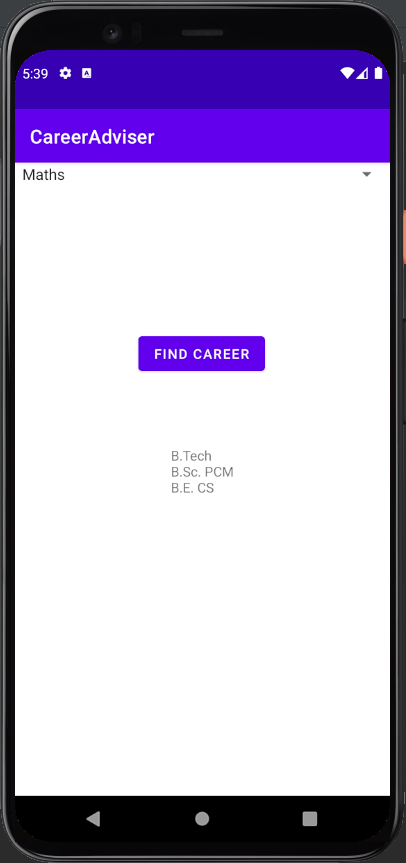 5:39 A
CareerAdviser
Maths
FIND CAREER
B.Tech
B.Sc. PCM
B.E. CS